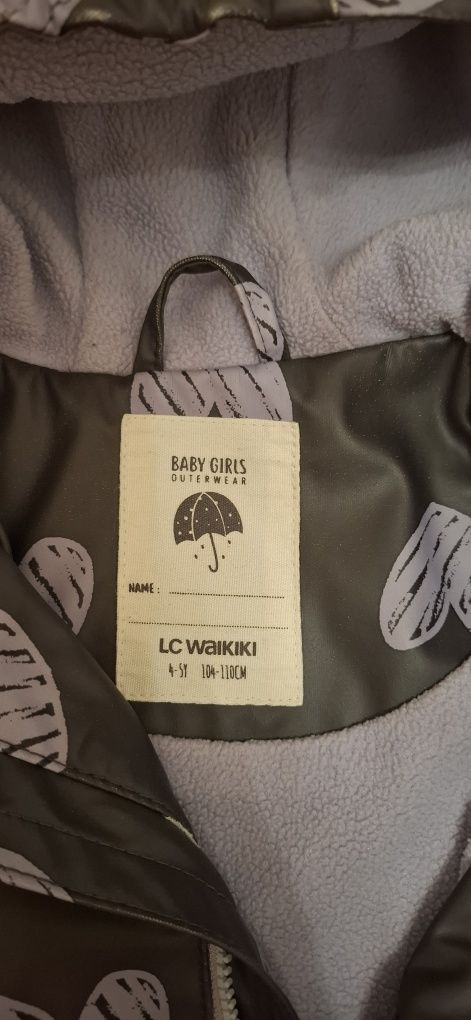 BABY GIRLS
OUTERWEAR
NAME :
LC WAIKIKI
4-5Y 104-110CM